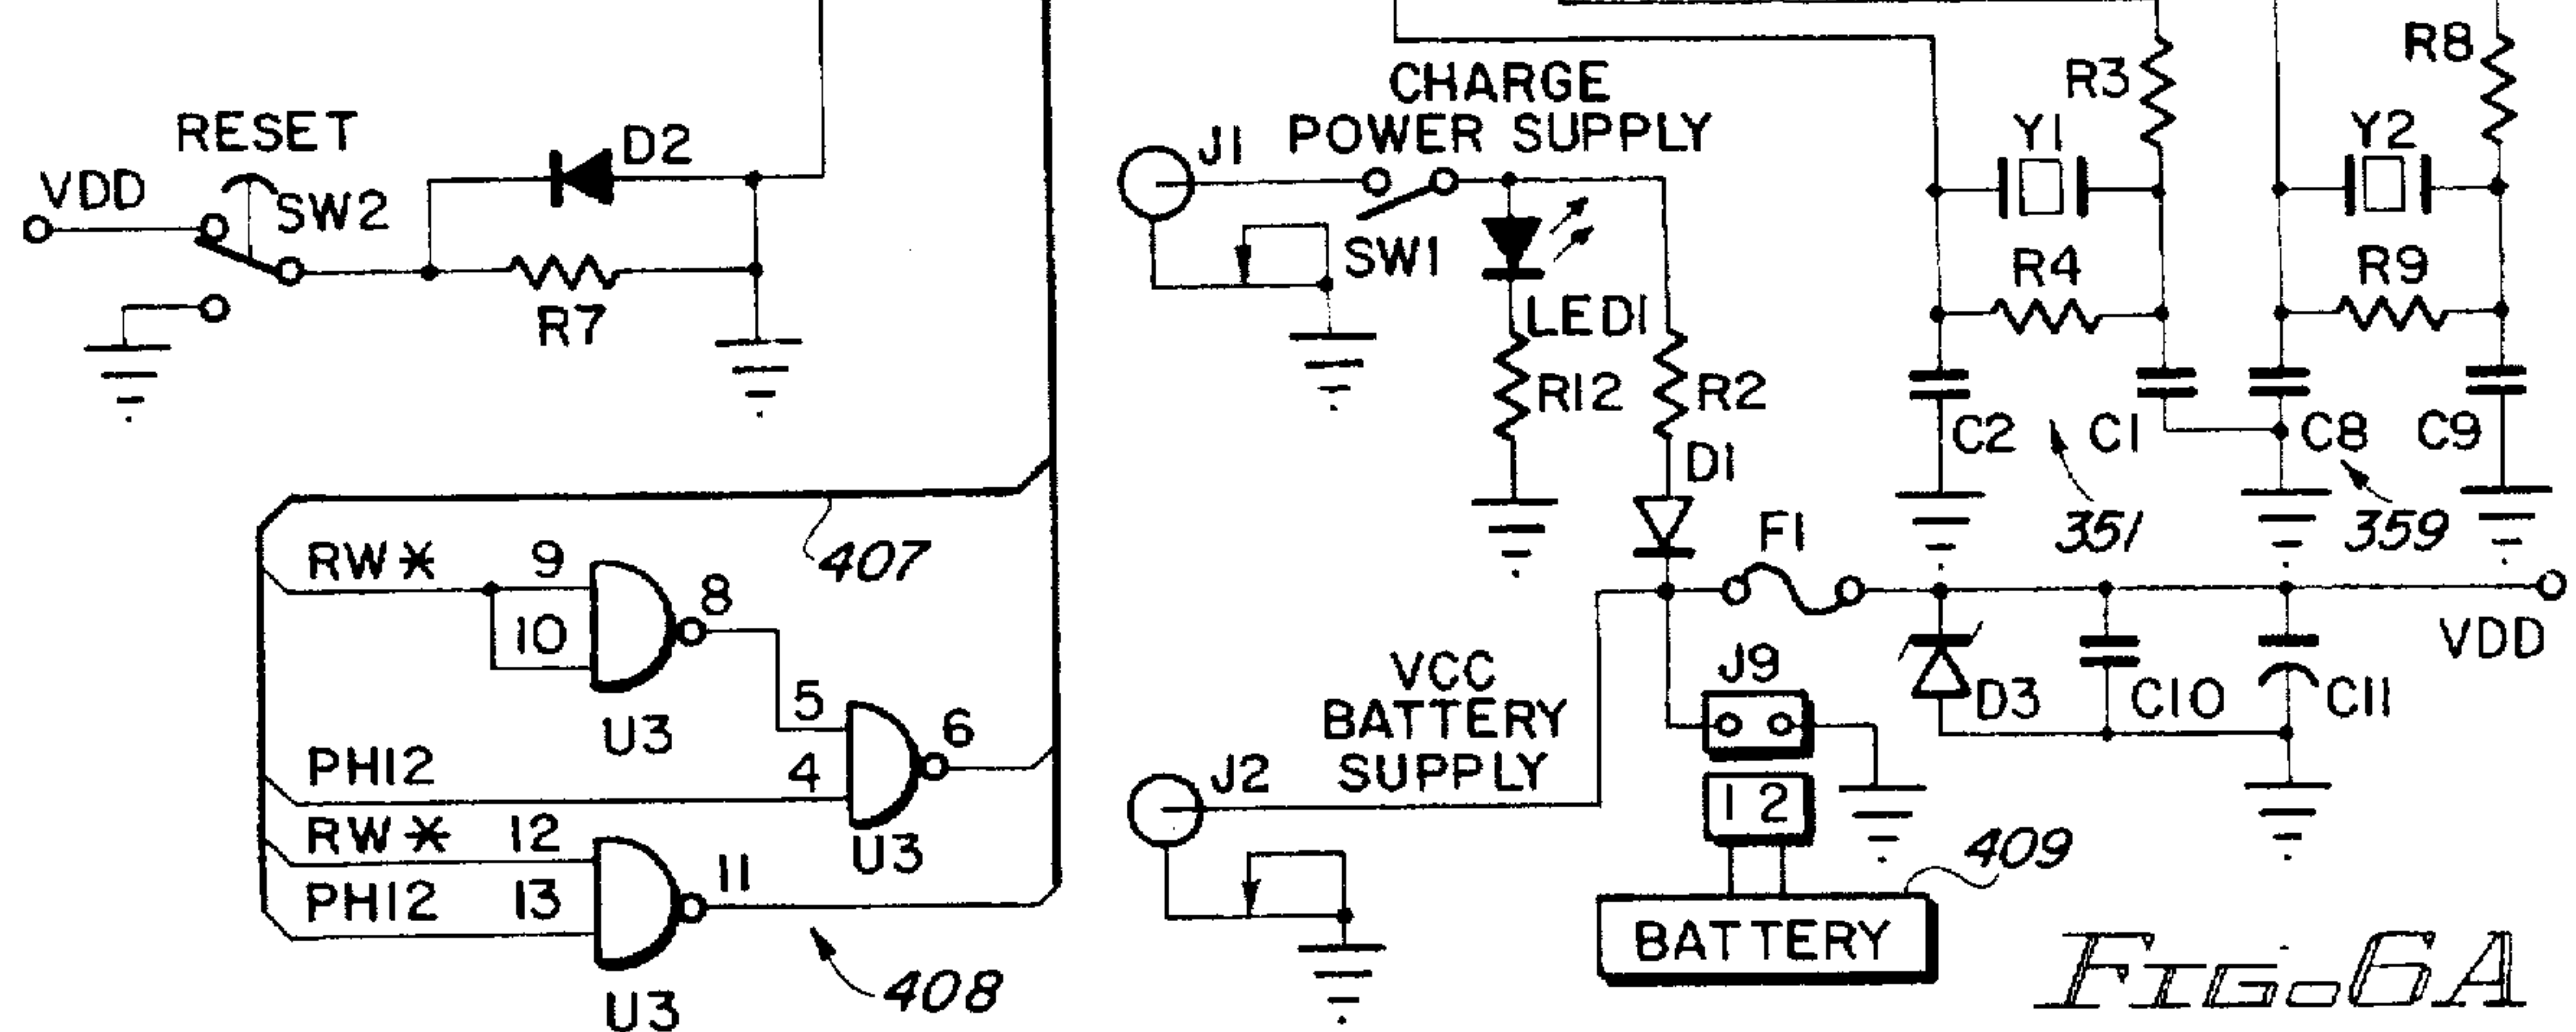 RESET
VDD
SW2
D2
R7
CHARGE
POWER SUPPLY
J1
SW1
LED1
R12
R2
D1
R3
Y1
R4
C2
C1
351
R8
Y2
R9
C8
C9
359
407
RW*
9
10
8
U3
PHI2
5
4
6
U3
RW*
12
PHI2
13
11
U3
408
F1
VDD
VCC
BATTERY
SUPPLY
J2
J9
D3
C10
C11
1 2
409
BATTERY
FIG. 6A